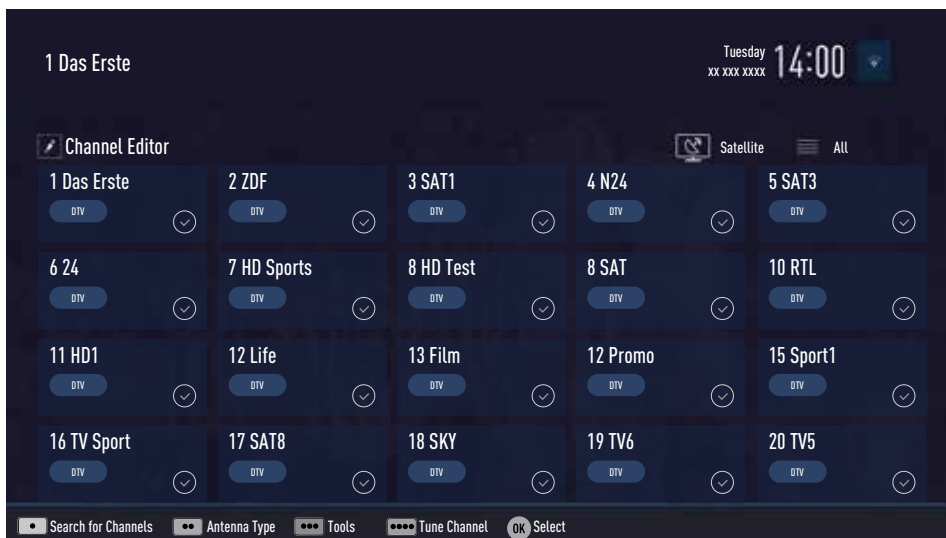 1 Das Erste
Tuesday
xx xxx xxxx
14:00
Channel Editor
Satellite
All
1 Das Erste
DTV
2 ZDF
DTV
3 SAT1
DTV
4 N24
DTV
5 SAT3
DTV
6 24
DTV
7 HD Sports
DTV
8 HD Test
DTV
8 SAT
DTV
10 RTL
DTV
11 HD1
DTV
12 Life
DTV
13 Film
DTV
12 Promo
DTV
15 Sport1
DTV
16 TV Sport
DTV
17 SAT8
DTV
18 SKY
DTV
19 TV6
DTV
20 TV5
DTV
Search for Channels
Antenna Type
Tools
Tune Channel
OK Select